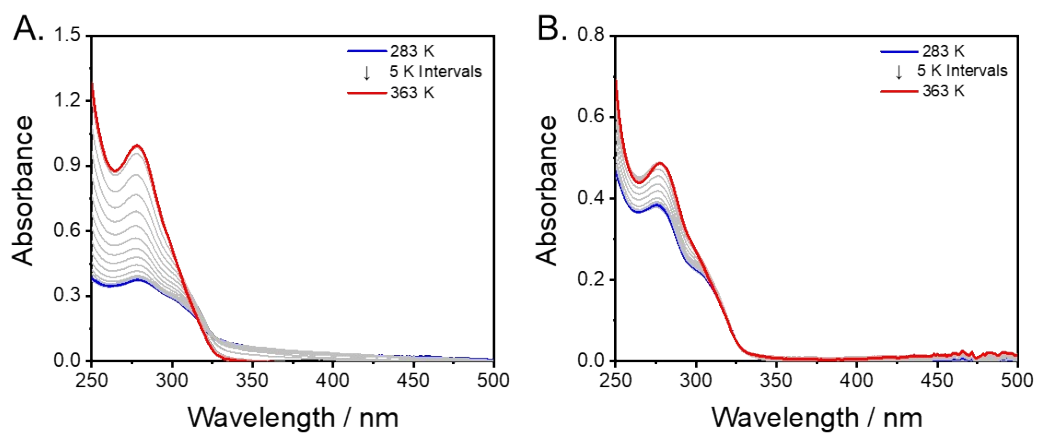 A.
1.5
1.2
0.9
0.6
0.3
0.0
Absorbance
283 K
↓ 5 K Intervals
363 K
250 300 350 400 450 500
Wavelength / nm
B.
0.8
0.6
0.4
0.2
0.0
Absorbance
283 K
↓ 5 K Intervals
363 K
250 300 350 400 450 500
Wavelength / nm